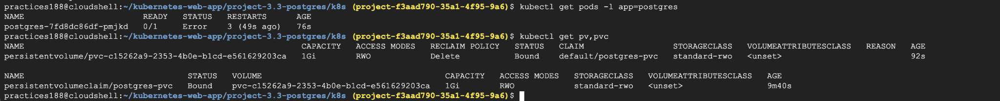 practices188@cloudshell:~/kubernetes-web-app/project-3.3-postgres/k8s (project-f3aad790-35a1-4f95-9a6)$ kubectl get pods -l app=postgres
NAME                        READY   STATUS   RESTARTS      AGE
postgres-7fd8dc86df-pmjkd   0/1     Error    3 (49s ago)   76s
practices188@cloudshell:~/kubernetes-web-app/project-3.3-postgres/k8s (project-f3aad790-35a1-4f95-9a6)$ kubectl get pv,pvc
NAME                                                        CAPACITY   ACCESS MODES   RECLAIM POLICY   STATUS   CLAIM                  STORAGECLASS   VOLUMEATTRIBUTESCLASS   REASON   AGE
persistentvolume/pvc-c15262a9-2353-4b0e-b1cd-e561629203ca   1Gi        RWO            Delete           Bound    default/postgres-pvc   standard-rwo   <unset>                          92s

NAME                                 STATUS   VOLUME                                     CAPACITY   ACCESS MODES   STORAGECLASS   VOLUMEATTRIBUTESCLASS   AGE
persistentvolumeclaim/postgres-pvc   Bound    pvc-c15262a9-2353-4b0e-b1cd-e561629203ca   1Gi        RWO            standard-rwo   <unset>                 9m40s
practices188@cloudshell:~/kubernetes-web-app/project-3.3-postgres/k8s (project-f3aad790-35a1-4f95-9a6)$